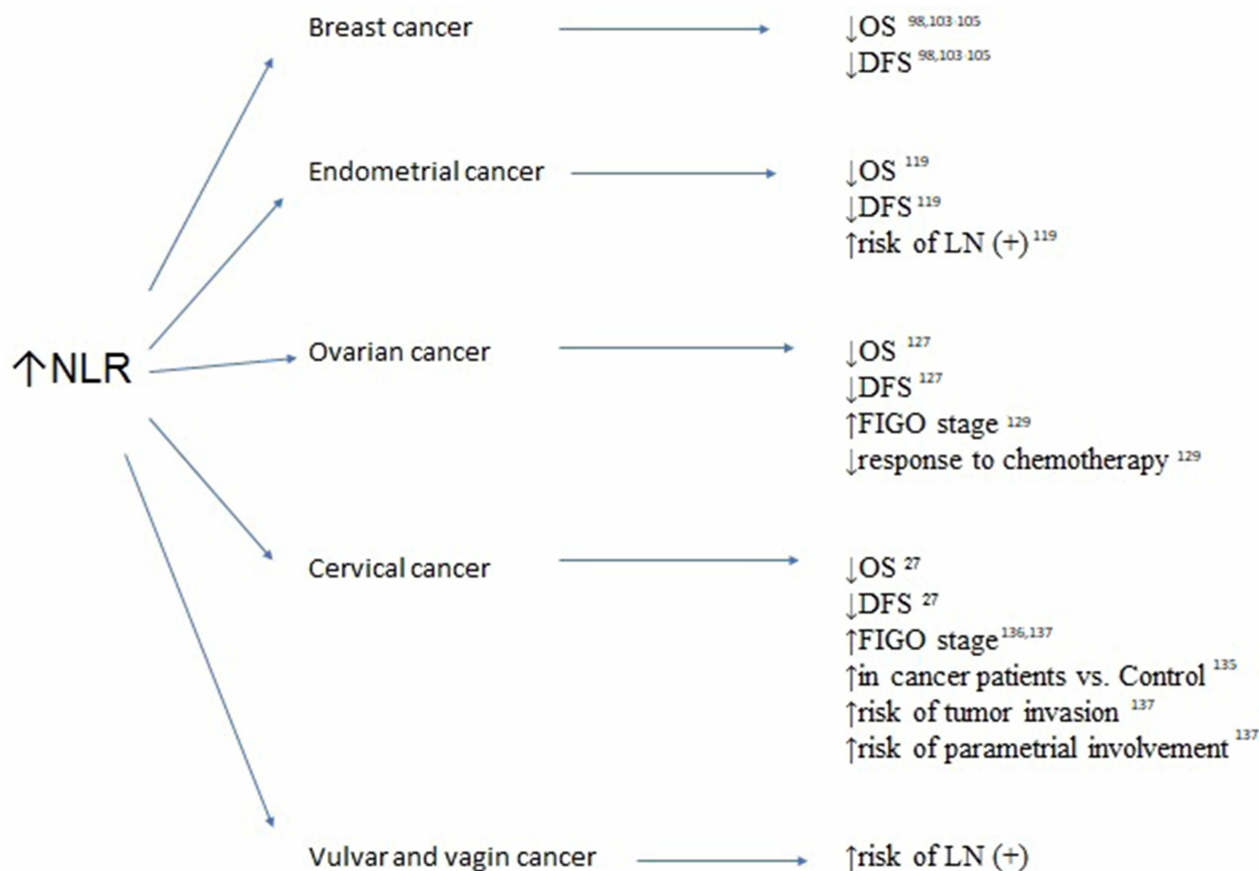 Breast cancer
↓OS 98,103-105
↓DFS 98,103-105
Endometrial cancer
↓OS 119
↓DFS 119
↑risk of LN (+) 119
↑NLR
Ovarian cancer
↓OS 127
↓DFS 127
↑FIGO stage 129
↓response to chemotherapy 129
Cervical cancer
↓OS 27
↓DFS 27
↑FIGO stage 136,137
↑in cancer patients vs. Control 135
↑risk of tumor invasion 137
↑risk of parametrial involvement 137
Vulvar and vagin cancer
↑risk of LN (+)